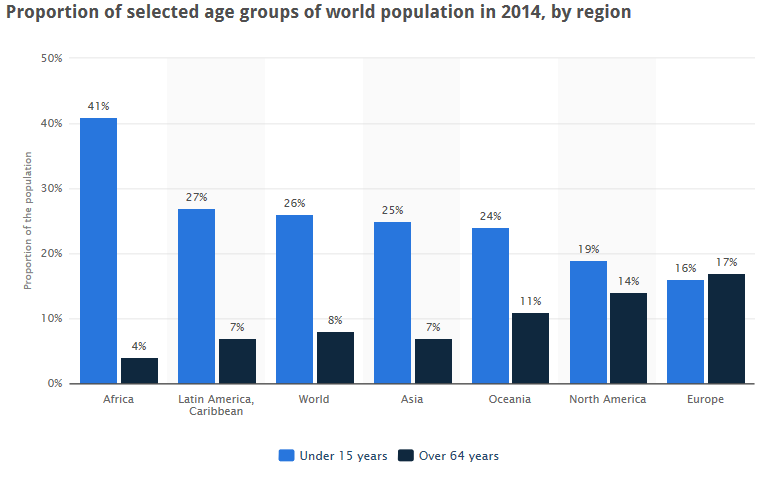 Proportion of selected age groups of world population in 2014, by region
Proportion of the population
50%
40%
30%
20%
10%
0%
41%
4%
27%
7%
26%
8%
25%
7%
24%
11%
19%
14%
16%
17%
Africa
Latin America,
Caribbean
World
Asia
Oceania
North America
Europe
Under 15 years
Over 64 years